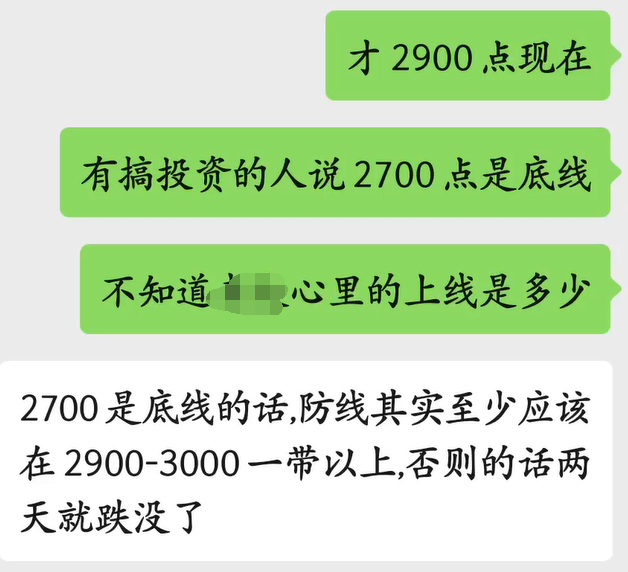 才 2900 点现在
有搞投资的人说 2700 点是底线
不知道心里的上线是多少
2700 是底线的话,防线其实至少应该
在 2900-3000 一带以上,否则的话两
天就跌没了